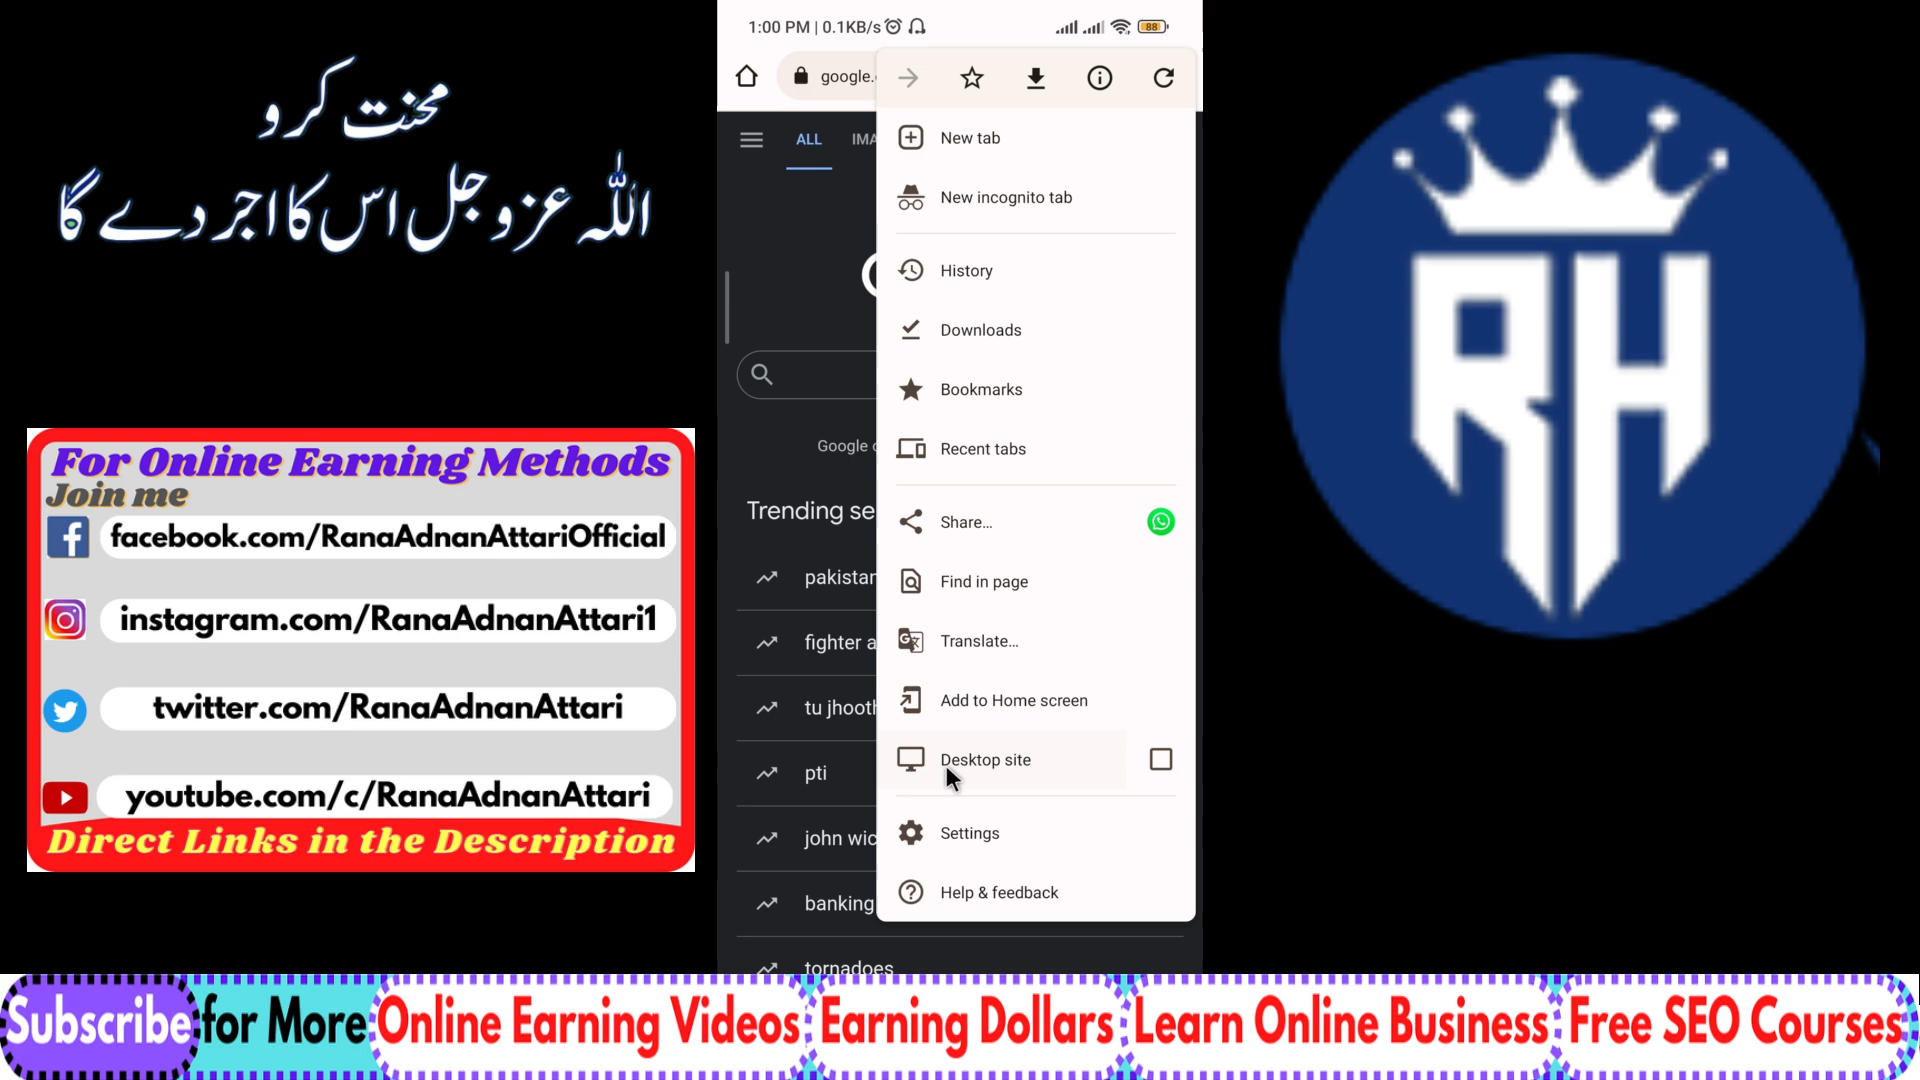 محنت کرو
اللّٰہ عزوجل اس کا اجر دے گا
For Online Earning Methods
Join me
facebook.com/RanaAdnanAttariOfficial
instagram.com/RanaAdnanAttari1
twitter.com/RanaAdnanAttari
youtube.com/c/RanaAdnanAttari
Direct Links in the Description
1:00 PM | 0.1KB/s
88
google.
ALL
IMA
Google
Trending se
pakistan
fighter a
tu jhooth
pti
john wic
banking
tornadoes
New tab
New incognito tab
History
Downloads
Bookmarks
Recent tabs
Share...
Find in page
Translate...
Add to Home screen
Desktop site
Settings
Help & feedback
RH
Subscribe for More Online Earning Videos Earning Dollars Learn Online Business Free SEO Courses